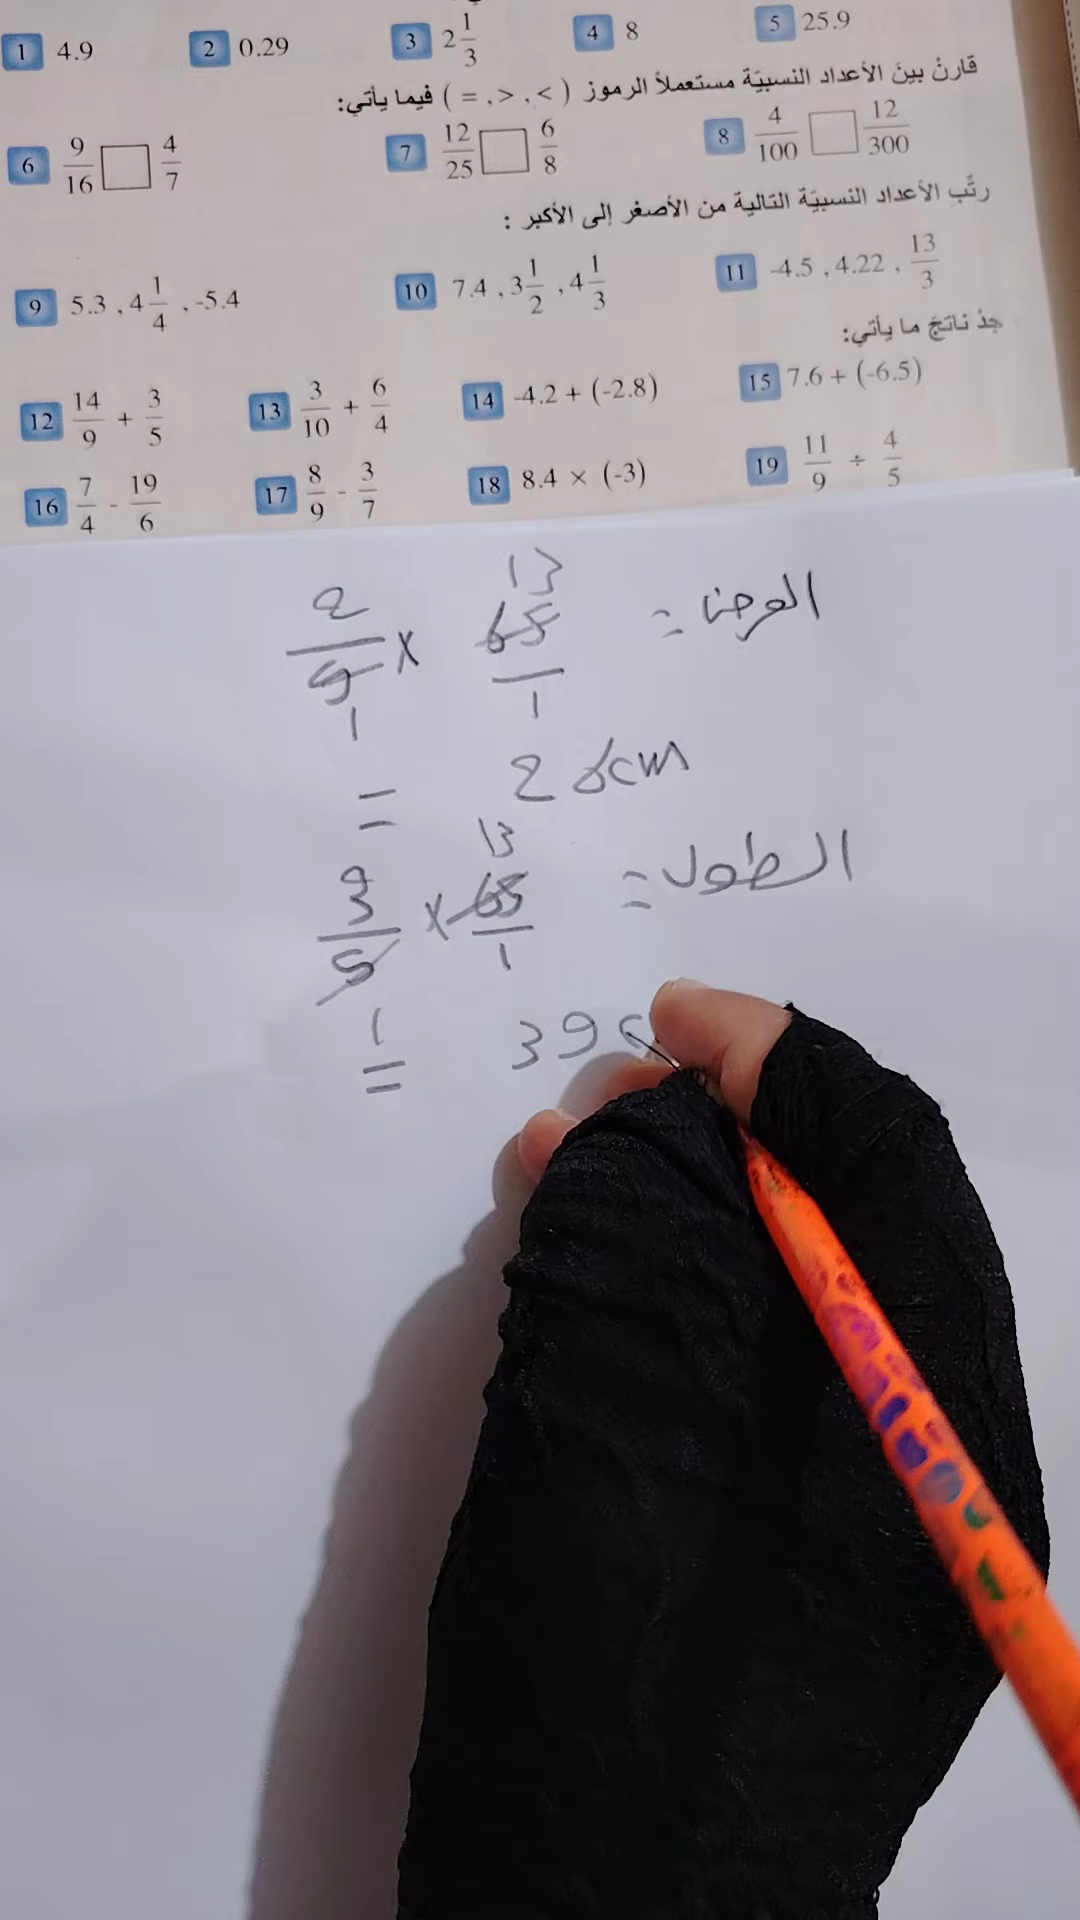 1 4.9 2 0.29 3 2 1/3 4 8 5 25.9
قارنْ بينَ الأعداد النسبيّة مستعملاً الرموز ( < , > , = ) فيما يأتي:
6 9/16 □ 4/7 7 12/25 □ 6/8 8 4/100 □ 12/300
رتِّب الأعداد النسبيّة التالية من الأصغر إلى الأكبر :
9 5.3 , 4 1/4 , -5.4 10 7.4 , 3 1/2 , 4 1/3 11 -4.5 , 4.22 , 13/3
جدْ ناتجَ ما يأتي:
12 14/9 + 3/5 13 3/10 + 6/4 14 -4.2 + (-2.8) 15 7.6 + (-6.5)
16 7/4 - 19/6 17 8/9 - 3/7 18 8.4 × (-3) 19 11/9 ÷ 4/5
13
العرض = 2/5 × 65/1
1
= 26cm
13
الطول = 3/5 × 65/1
1
= 39 c